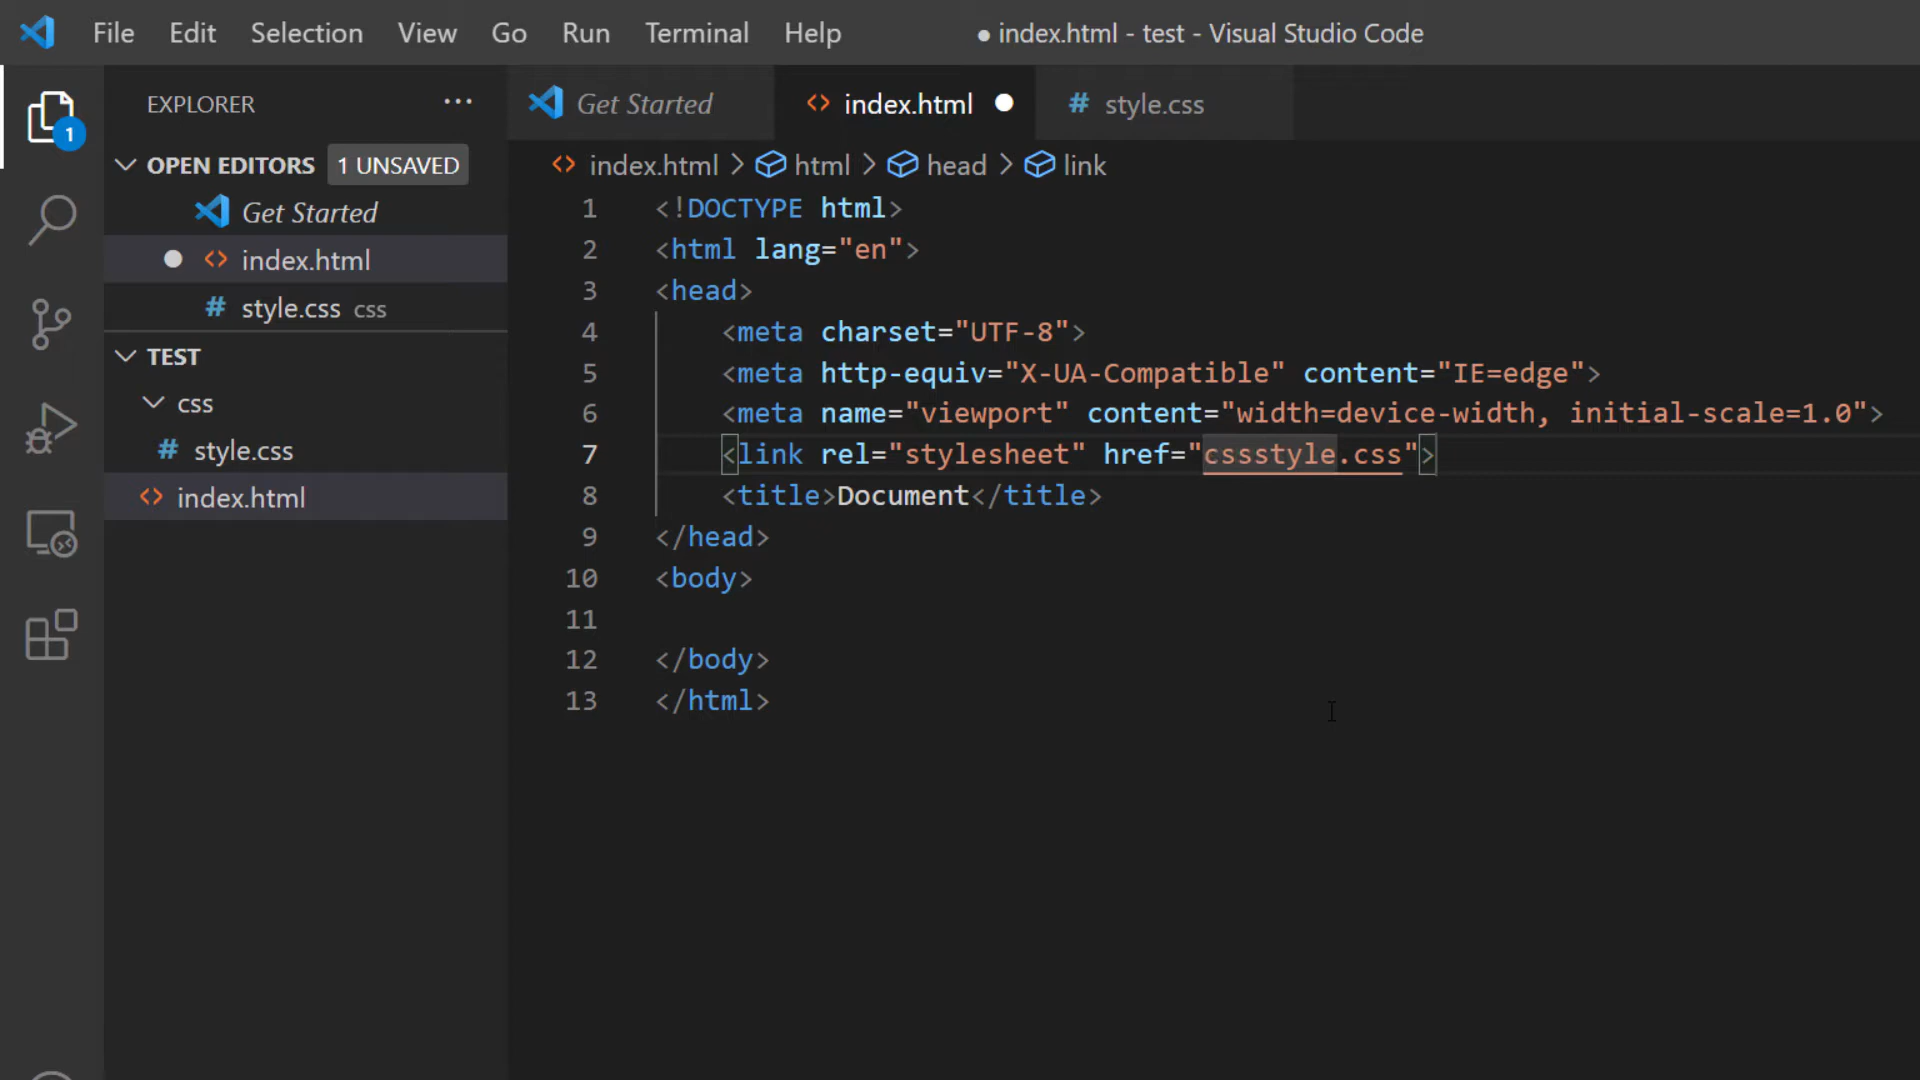 File Edit Selection View Go Run Terminal Help ● index.html - test - Visual Studio Code
EXPLORER ···
Get Started index.html style.css
1
OPEN EDITORS 1 UNSAVED
index.html > html > head > link
Get Started
index.html
style.css css
TEST
css
style.css
index.html
1 <!DOCTYPE html>
2 <html lang="en">
3 <head>
4 <meta charset="UTF-8">
5 <meta http-equiv="X-UA-Compatible" content="IE=edge">
6 <meta name="viewport" content="width=device-width, initial-scale=1.0">
7 <link rel="stylesheet" href="cssstyle.css">
8 <title>Document</title>
9 </head>
10 <body>
11
12 </body>
13 </html>